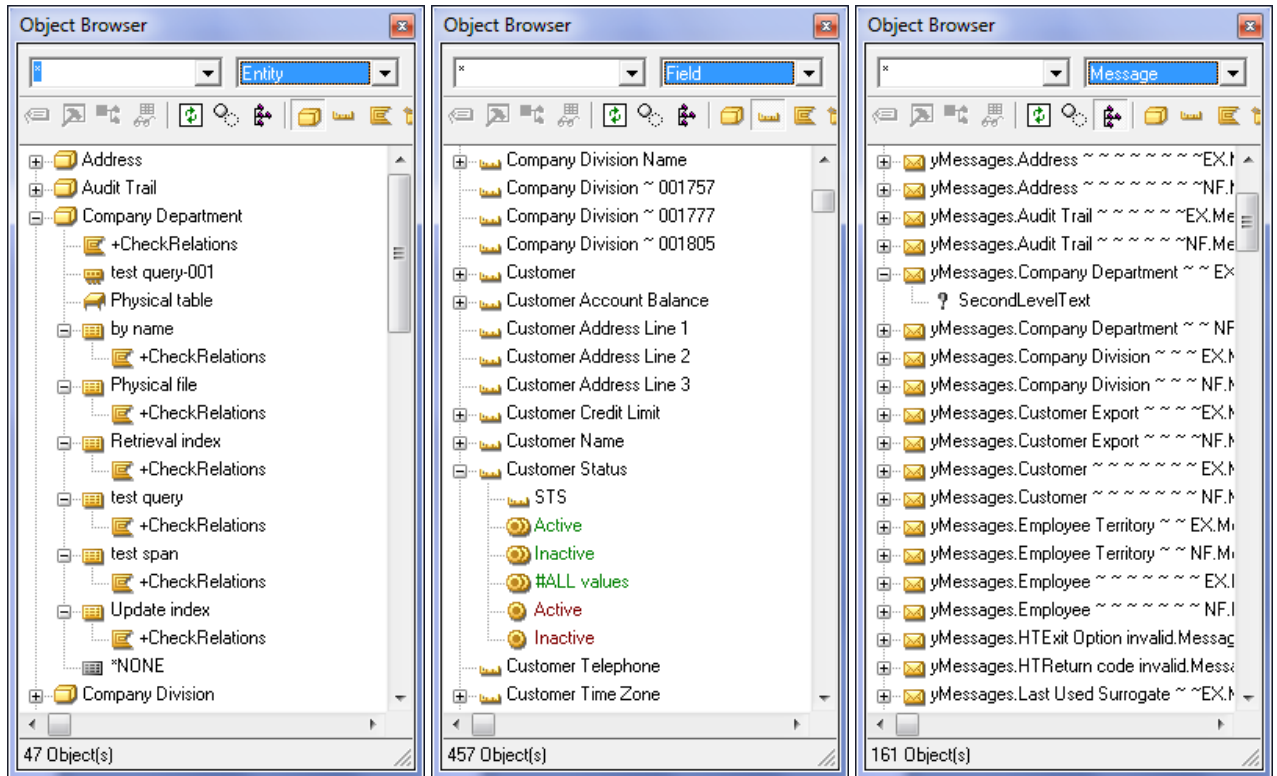 Object Browser
*
Entity
Address
Audit Trail
Company Department
+CheckRelations
test query-001
Physical table
by name
+CheckRelations
Physical file
+CheckRelations
Retrieval index
+CheckRelations
test query
+CheckRelations
test span
+CheckRelations
Update index
+CheckRelations
*NONE
Company Division
47 Object(s)
Object Browser
*
Field
Company Division Name
Company Division ~ 001757
Company Division ~ 001777
Company Division ~ 001805
Customer
Customer Account Balance
Customer Address Line 1
Customer Address Line 2
Customer Address Line 3
Customer Credit Limit
Customer Name
Customer Status
STS
Active
Inactive
#ALL values
Active
Inactive
Customer Telephone
Customer Time Zone
457 Object(s)
Object Browser
*
Message
yMessages.Address ~ ~ ~ ~ ~ ~ ~ ~EX.M
yMessages.Address ~ ~ ~ ~ ~ ~ ~ ~NF.M
yMessages.Audit Trail ~ ~ ~ ~ ~ ~EX.Me
yMessages.Audit Trail ~ ~ ~ ~ ~ ~NF.Me
yMessages.Company Department ~ ~ EX
SecondLevelText
yMessages.Company Department ~ ~ NF
yMessages.Company Division ~ ~ ~ EX.M
yMessages.Company Division ~ ~ ~ NF.M
yMessages.Customer Export ~ ~ ~ ~EX.M
yMessages.Customer Export ~ ~ ~ ~NF.M
yMessages.Customer ~ ~ ~ ~ ~ ~ ~ EX.M
yMessages.Customer ~ ~ ~ ~ ~ ~ ~ NF.M
yMessages.Employee Territory ~ ~ EX.Me
yMessages.Employee Territory ~ ~ NF.Me
yMessages.Employee ~ ~ ~ ~ ~ ~ ~ EX.
yMessages.Employee ~ ~ ~ ~ ~ ~ ~ NF.
yMessages.HTExit Option invalid.Messag
yMessages.HTReturn code invalid.Messa
yMessages.Last Used Surrogate ~ ~EX.M
161 Object(s)